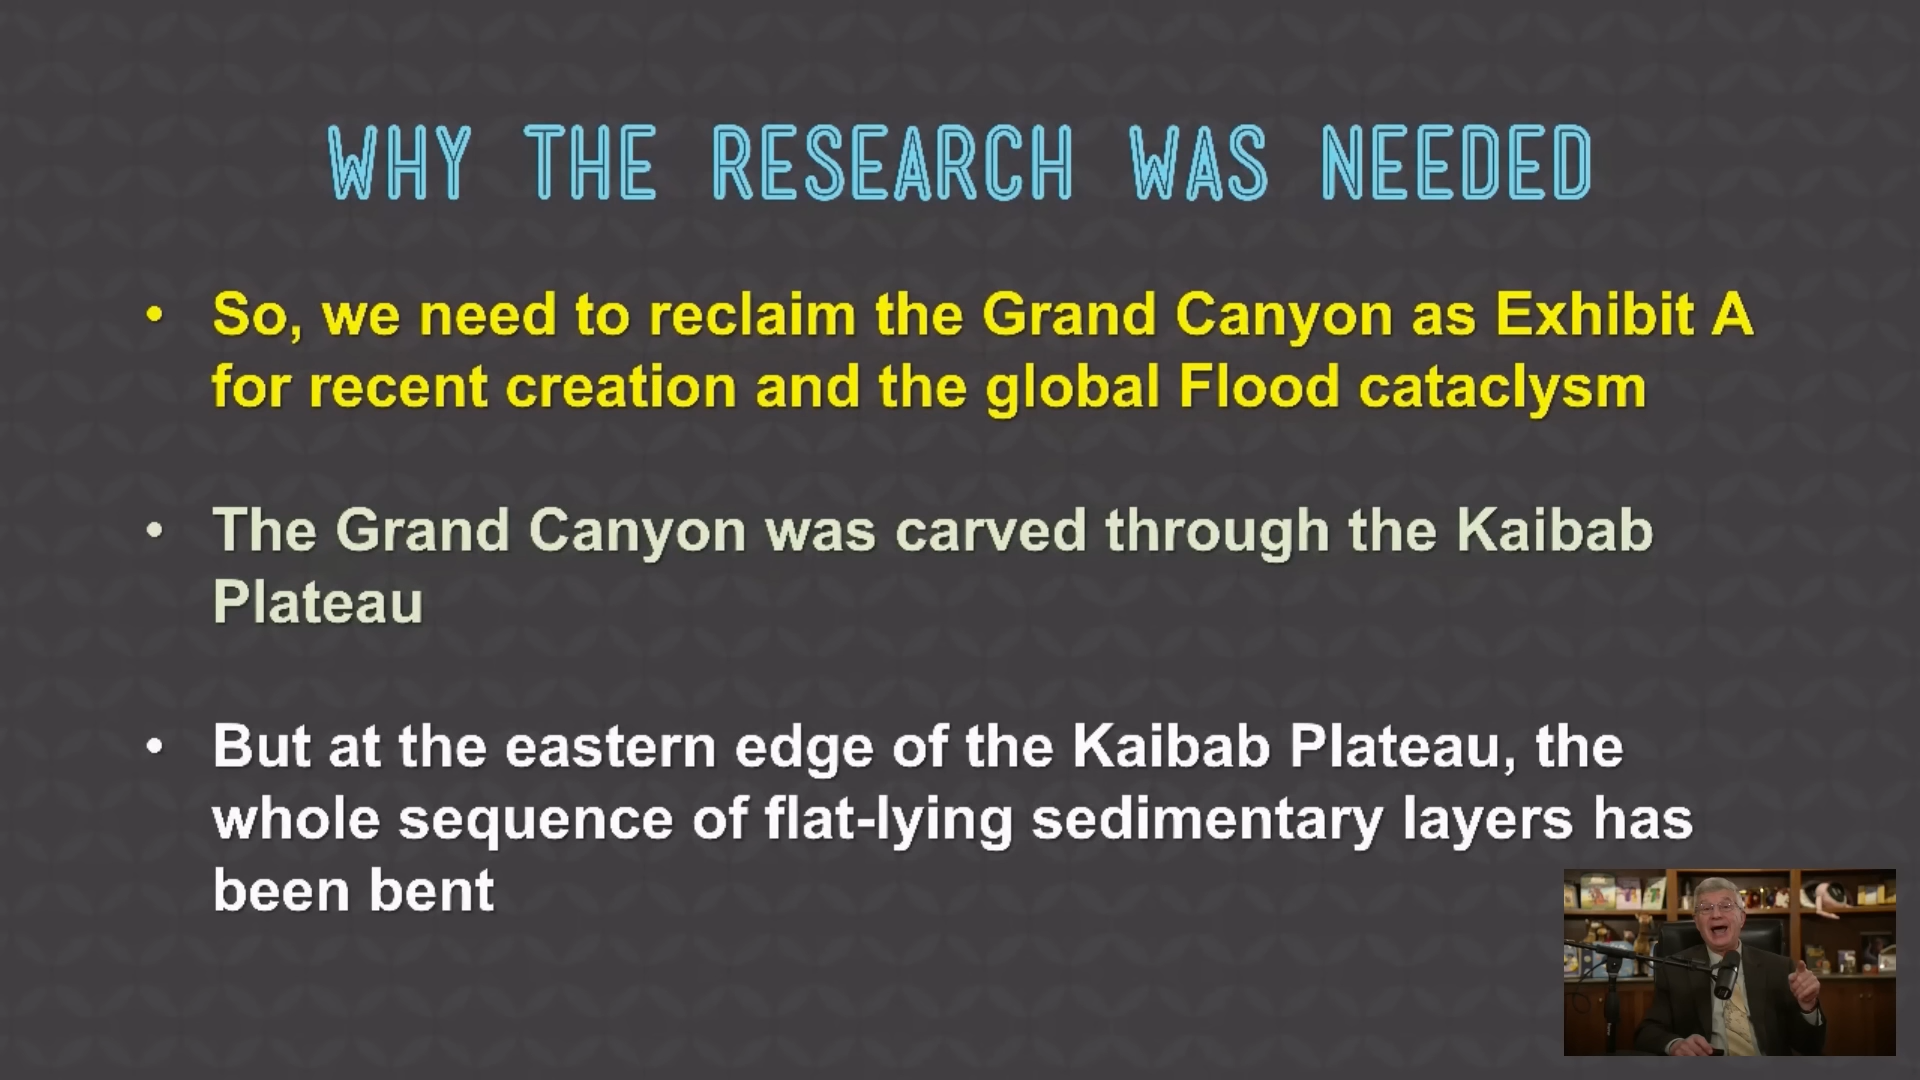 WHY THE RESEARCH WAS NEEDED
• So, we need to reclaim the Grand Canyon as Exhibit A
for recent creation and the global Flood cataclysm
• The Grand Canyon was carved through the Kaibab
Plateau
• But at the eastern edge of the Kaibab Plateau, the
whole sequence of flat-lying sedimentary layers has
been bent